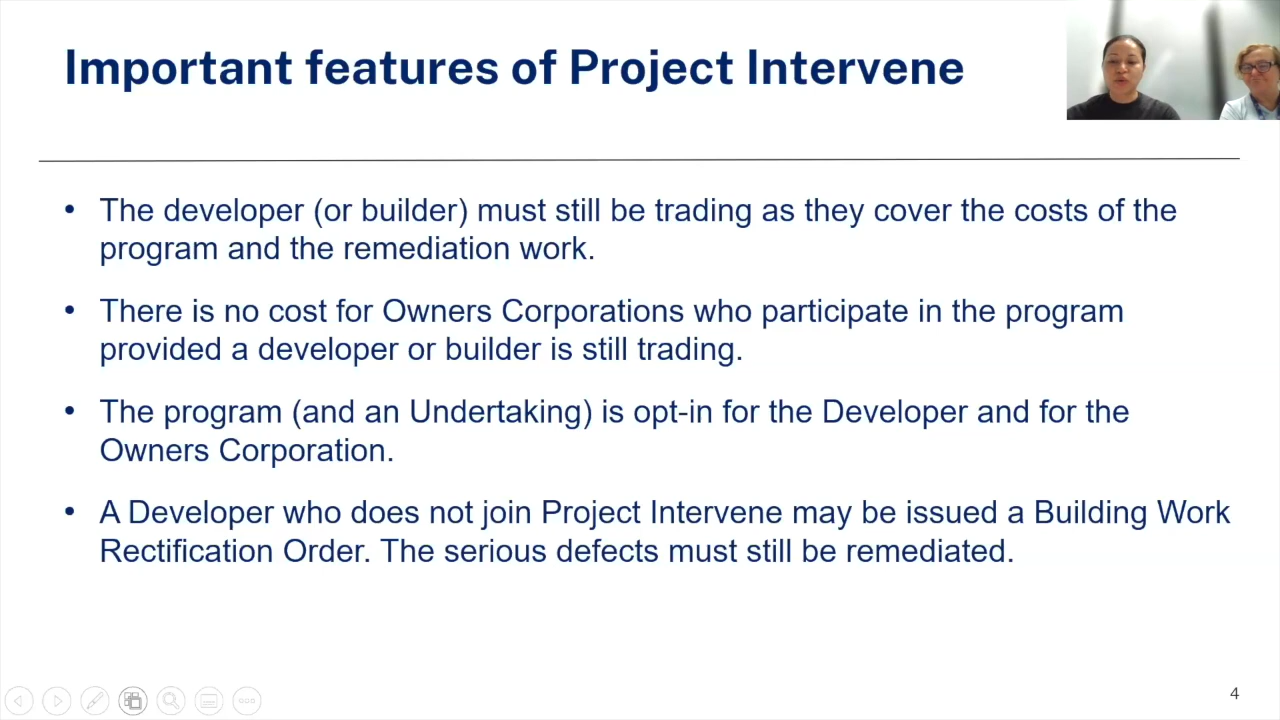 Important features of Project Intervene
• The developer (or builder) must still be trading as they cover the costs of the
program and the remediation work.
• There is no cost for Owners Corporations who participate in the program
provided a developer or builder is still trading.
• The program (and an Undertaking) is opt-in for the Developer and for the
Owners Corporation.
• A Developer who does not join Project Intervene may be issued a Building Work
Rectification Order. The serious defects must still be remediated.
4